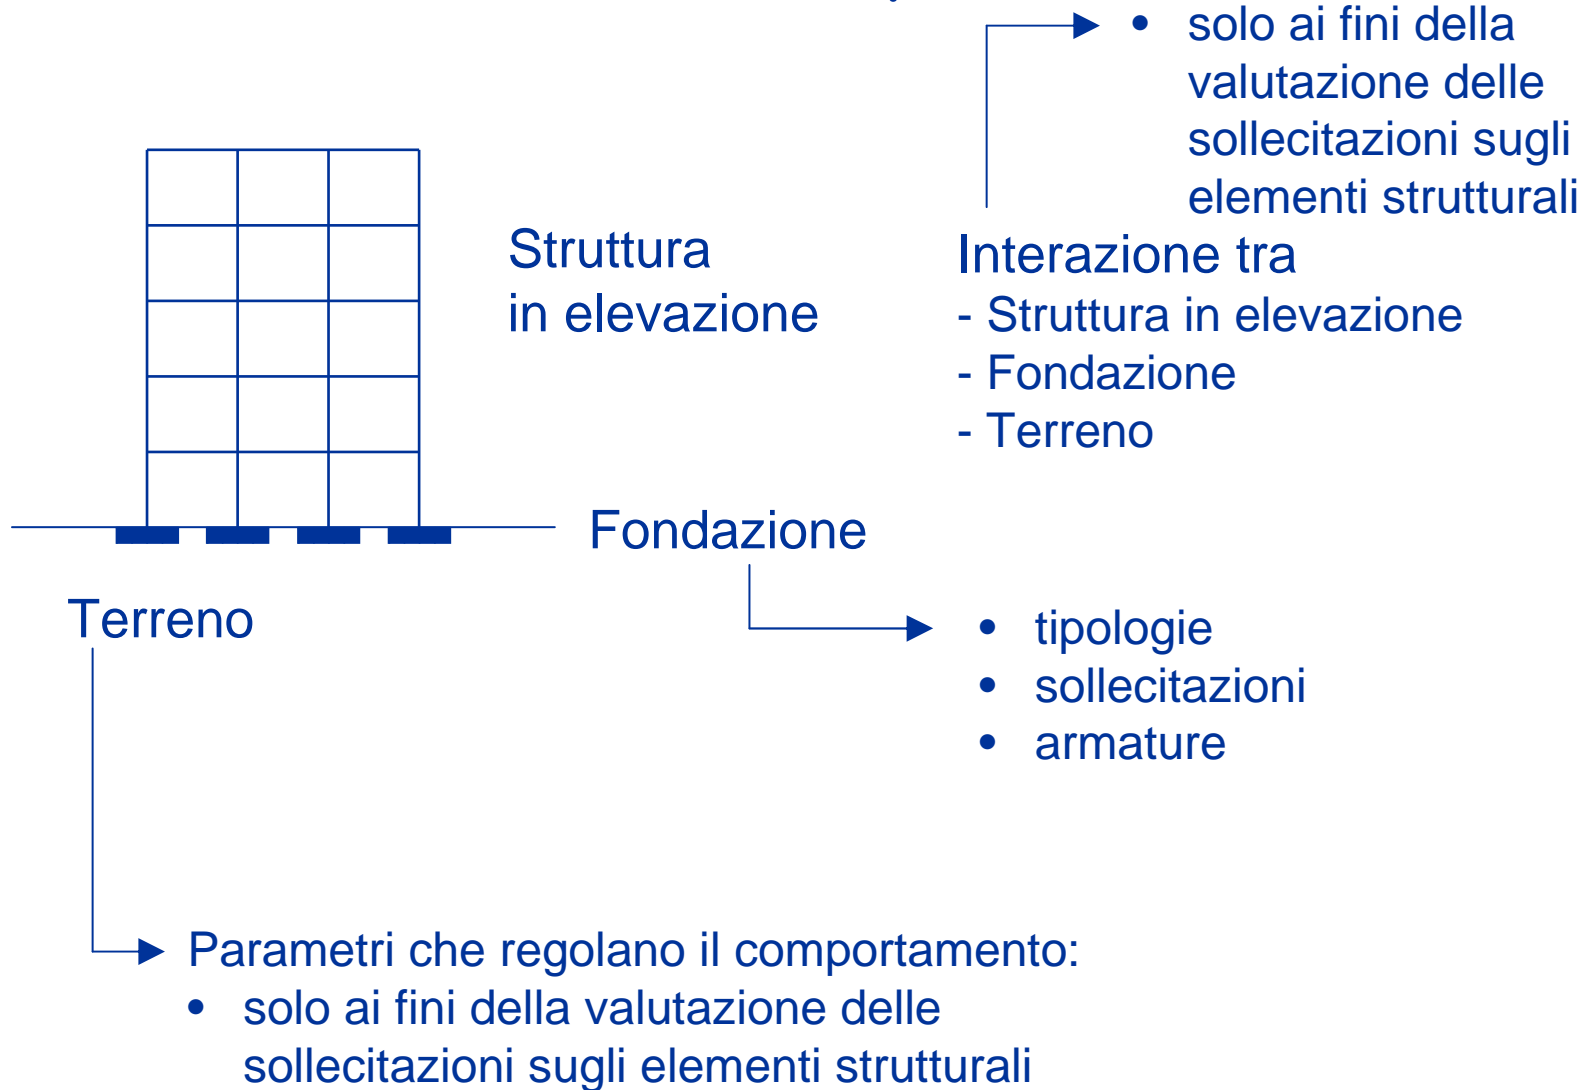 • solo ai fini della
valutazione delle
sollecitazioni sugli
elementi strutturali
Struttura
in elevazione
Interazione tra
- Struttura in elevazione
- Fondazione
- Terreno
Fondazione
• tipologie
• sollecitazioni
• armature
Terreno
Parametri che regolano il comportamento:
• solo ai fini della valutazione delle
sollecitazioni sugli elementi strutturali